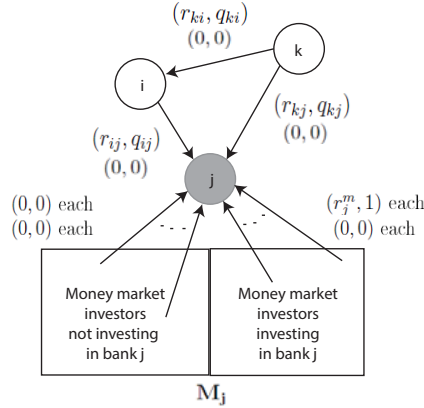 (r_{ki}, q_{ki})
(0, 0)
k
i
(r_{ij}, q_{ij})
(0, 0)
(r_{kj}, q_{kj})
(0, 0)
j
(0, 0) each
(0, 0) each
(r_j^m, 1) each
(0, 0) each
Money market
investors
not investing
in bank j
Money market
investors
investing
in bank j
M_j